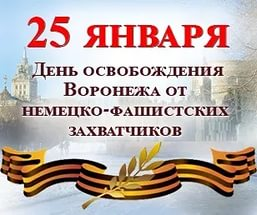 25 ЯНВАРЯ
ДЕНЬ ОСВОБОЖДЕНИЯ
ВОРОНЕЖА ОТ
НЕМЕЦКО-ФАШИСТСКИХ
ЗАХВАТЧИКОВ